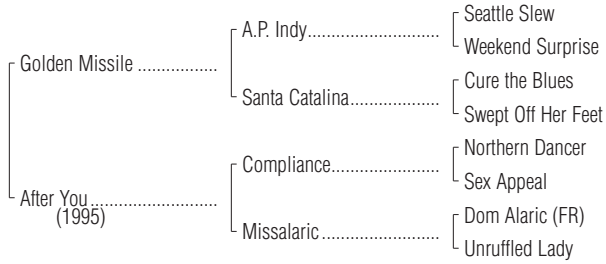 Seattle Slew
A.P. Indy........................................
Weekend Surprise
Golden Missile ..................
Cure the Blues
Santa Catalina...........................
Swept Off Her Feet
Northern Dancer
Compliance.................................
Sex Appeal
After You.............................
(1995)
Dom Alaric (FR)
Missalaric ...................................
Unruffled Lady